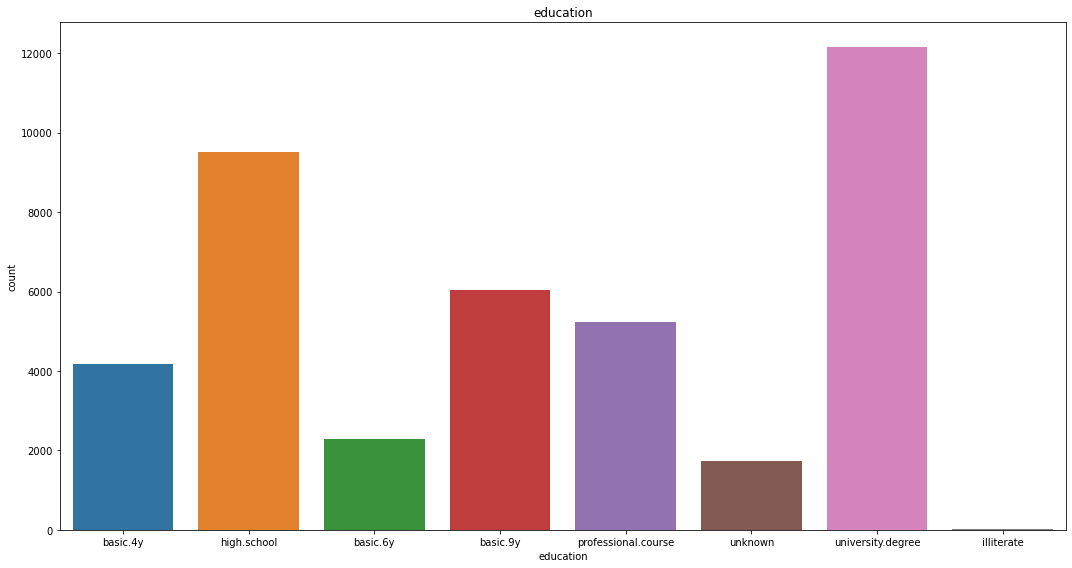 education
12000
10000
8000
6000
4000
2000
0
count
basic.4y high.school basic.6y basic.9y professional.course unknown university.degree illiterate
education